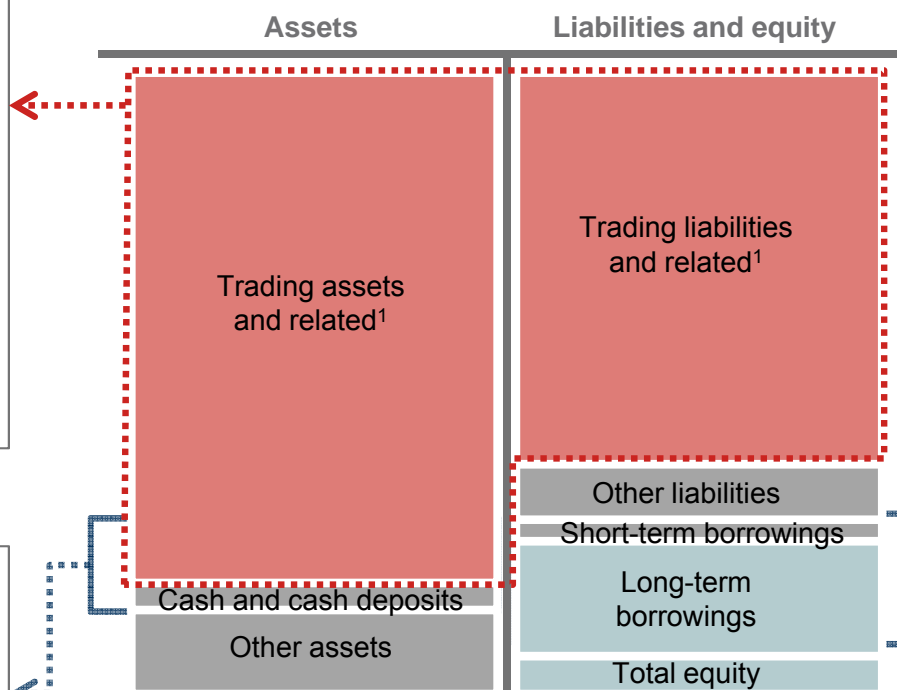 Assets
Liabilities and equity
Trading assets
and related¹
Trading liabilities
and related¹
Other liabilities
Short-term borrowings
Cash and cash deposits
Long-term
borrowings
Other assets
Total equity